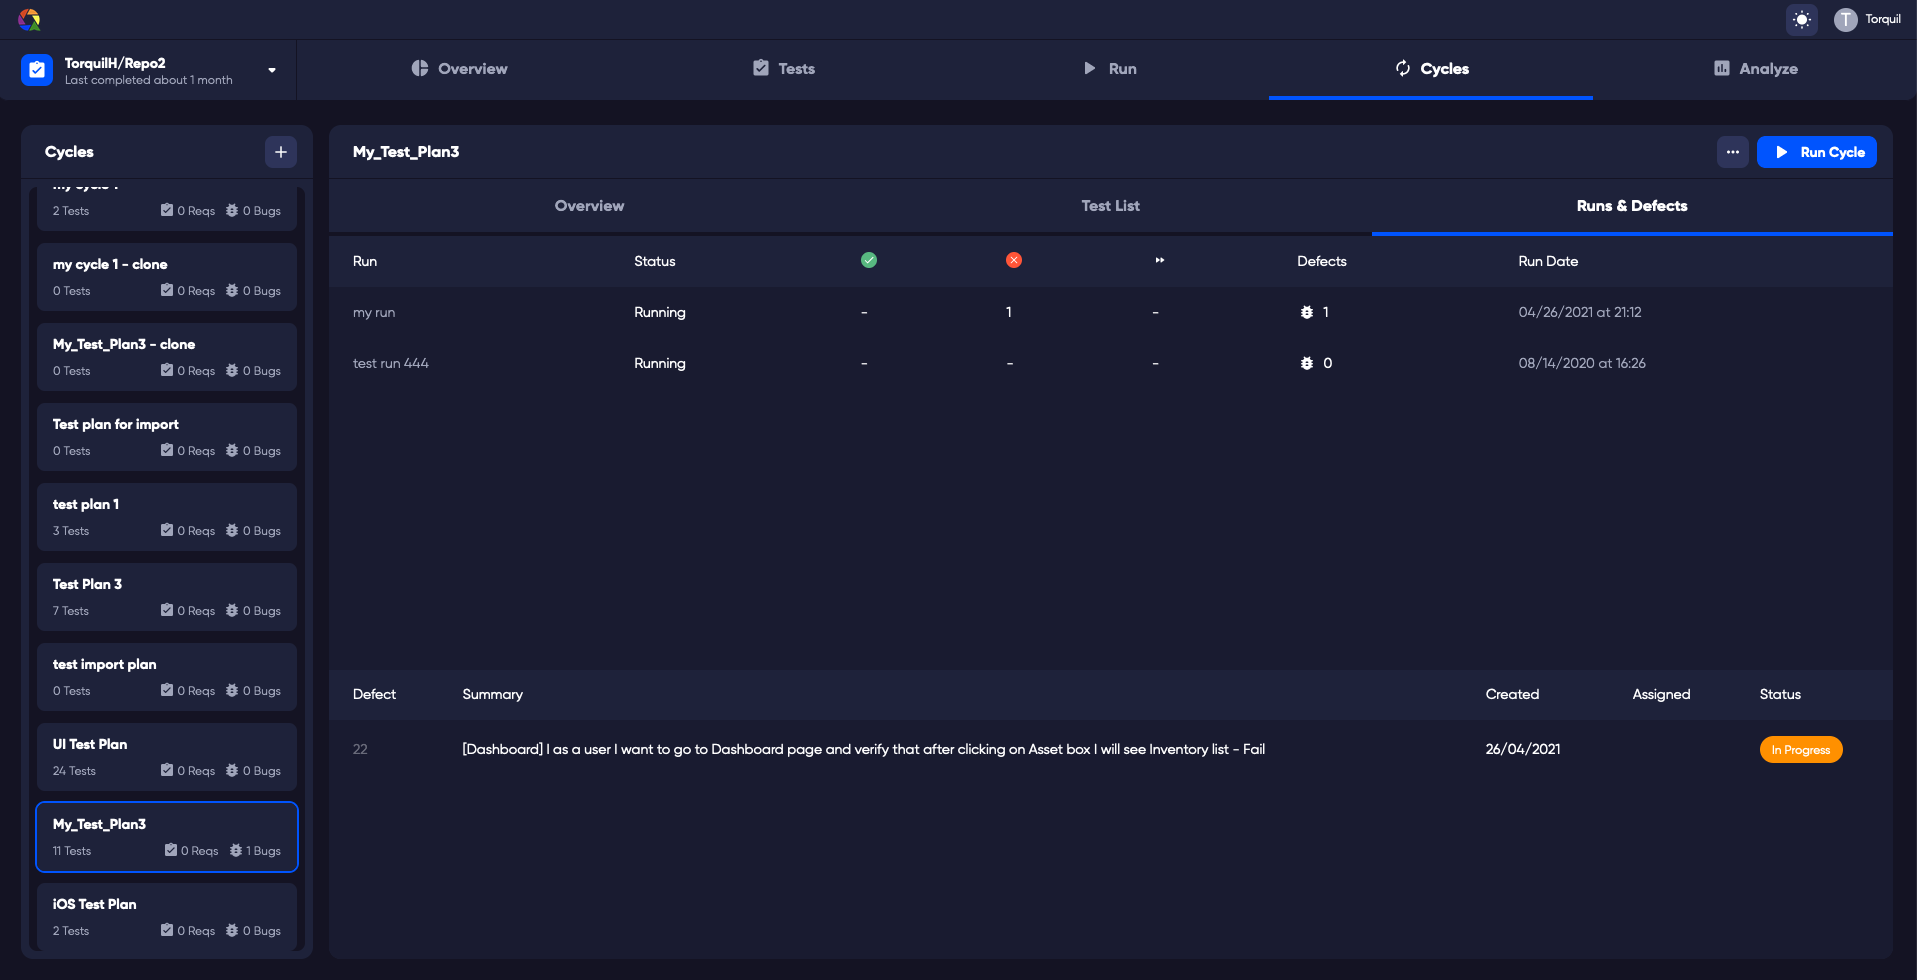 T Torquil
TorquilH/Repo2
Last completed about 1 month
Overview
Tests
Run
Cycles
Analyze
Cycles
my cycle 1
2 Tests 0 Reqs 0 Bugs
my cycle 1 - clone
0 Tests 0 Reqs 0 Bugs
My_Test_Plan3 - clone
0 Tests 0 Reqs 0 Bugs
Test plan for import
0 Tests 0 Reqs 0 Bugs
test plan 1
3 Tests 0 Reqs 0 Bugs
Test Plan 3
7 Tests 0 Reqs 0 Bugs
test import plan
0 Tests 0 Reqs 0 Bugs
UI Test Plan
24 Tests 0 Reqs 0 Bugs
My_Test_Plan3
11 Tests 0 Reqs 1 Bugs
iOS Test Plan
2 Tests 0 Reqs 0 Bugs
My_Test_Plan3
Run Cycle
Overview Test List Runs & Defects
Run Status Defects Run Date
my run Running - 1 - 1 04/26/2021 at 21:12
test run 444 Running - - - 0 08/14/2020 at 16:26
Defect Summary Created Assigned Status
22 [Dashboard] I as a user I want to go to Dashboard page and verify that after clicking on Asset box I will see Inventory list - Fail 26/04/2021 In Progress